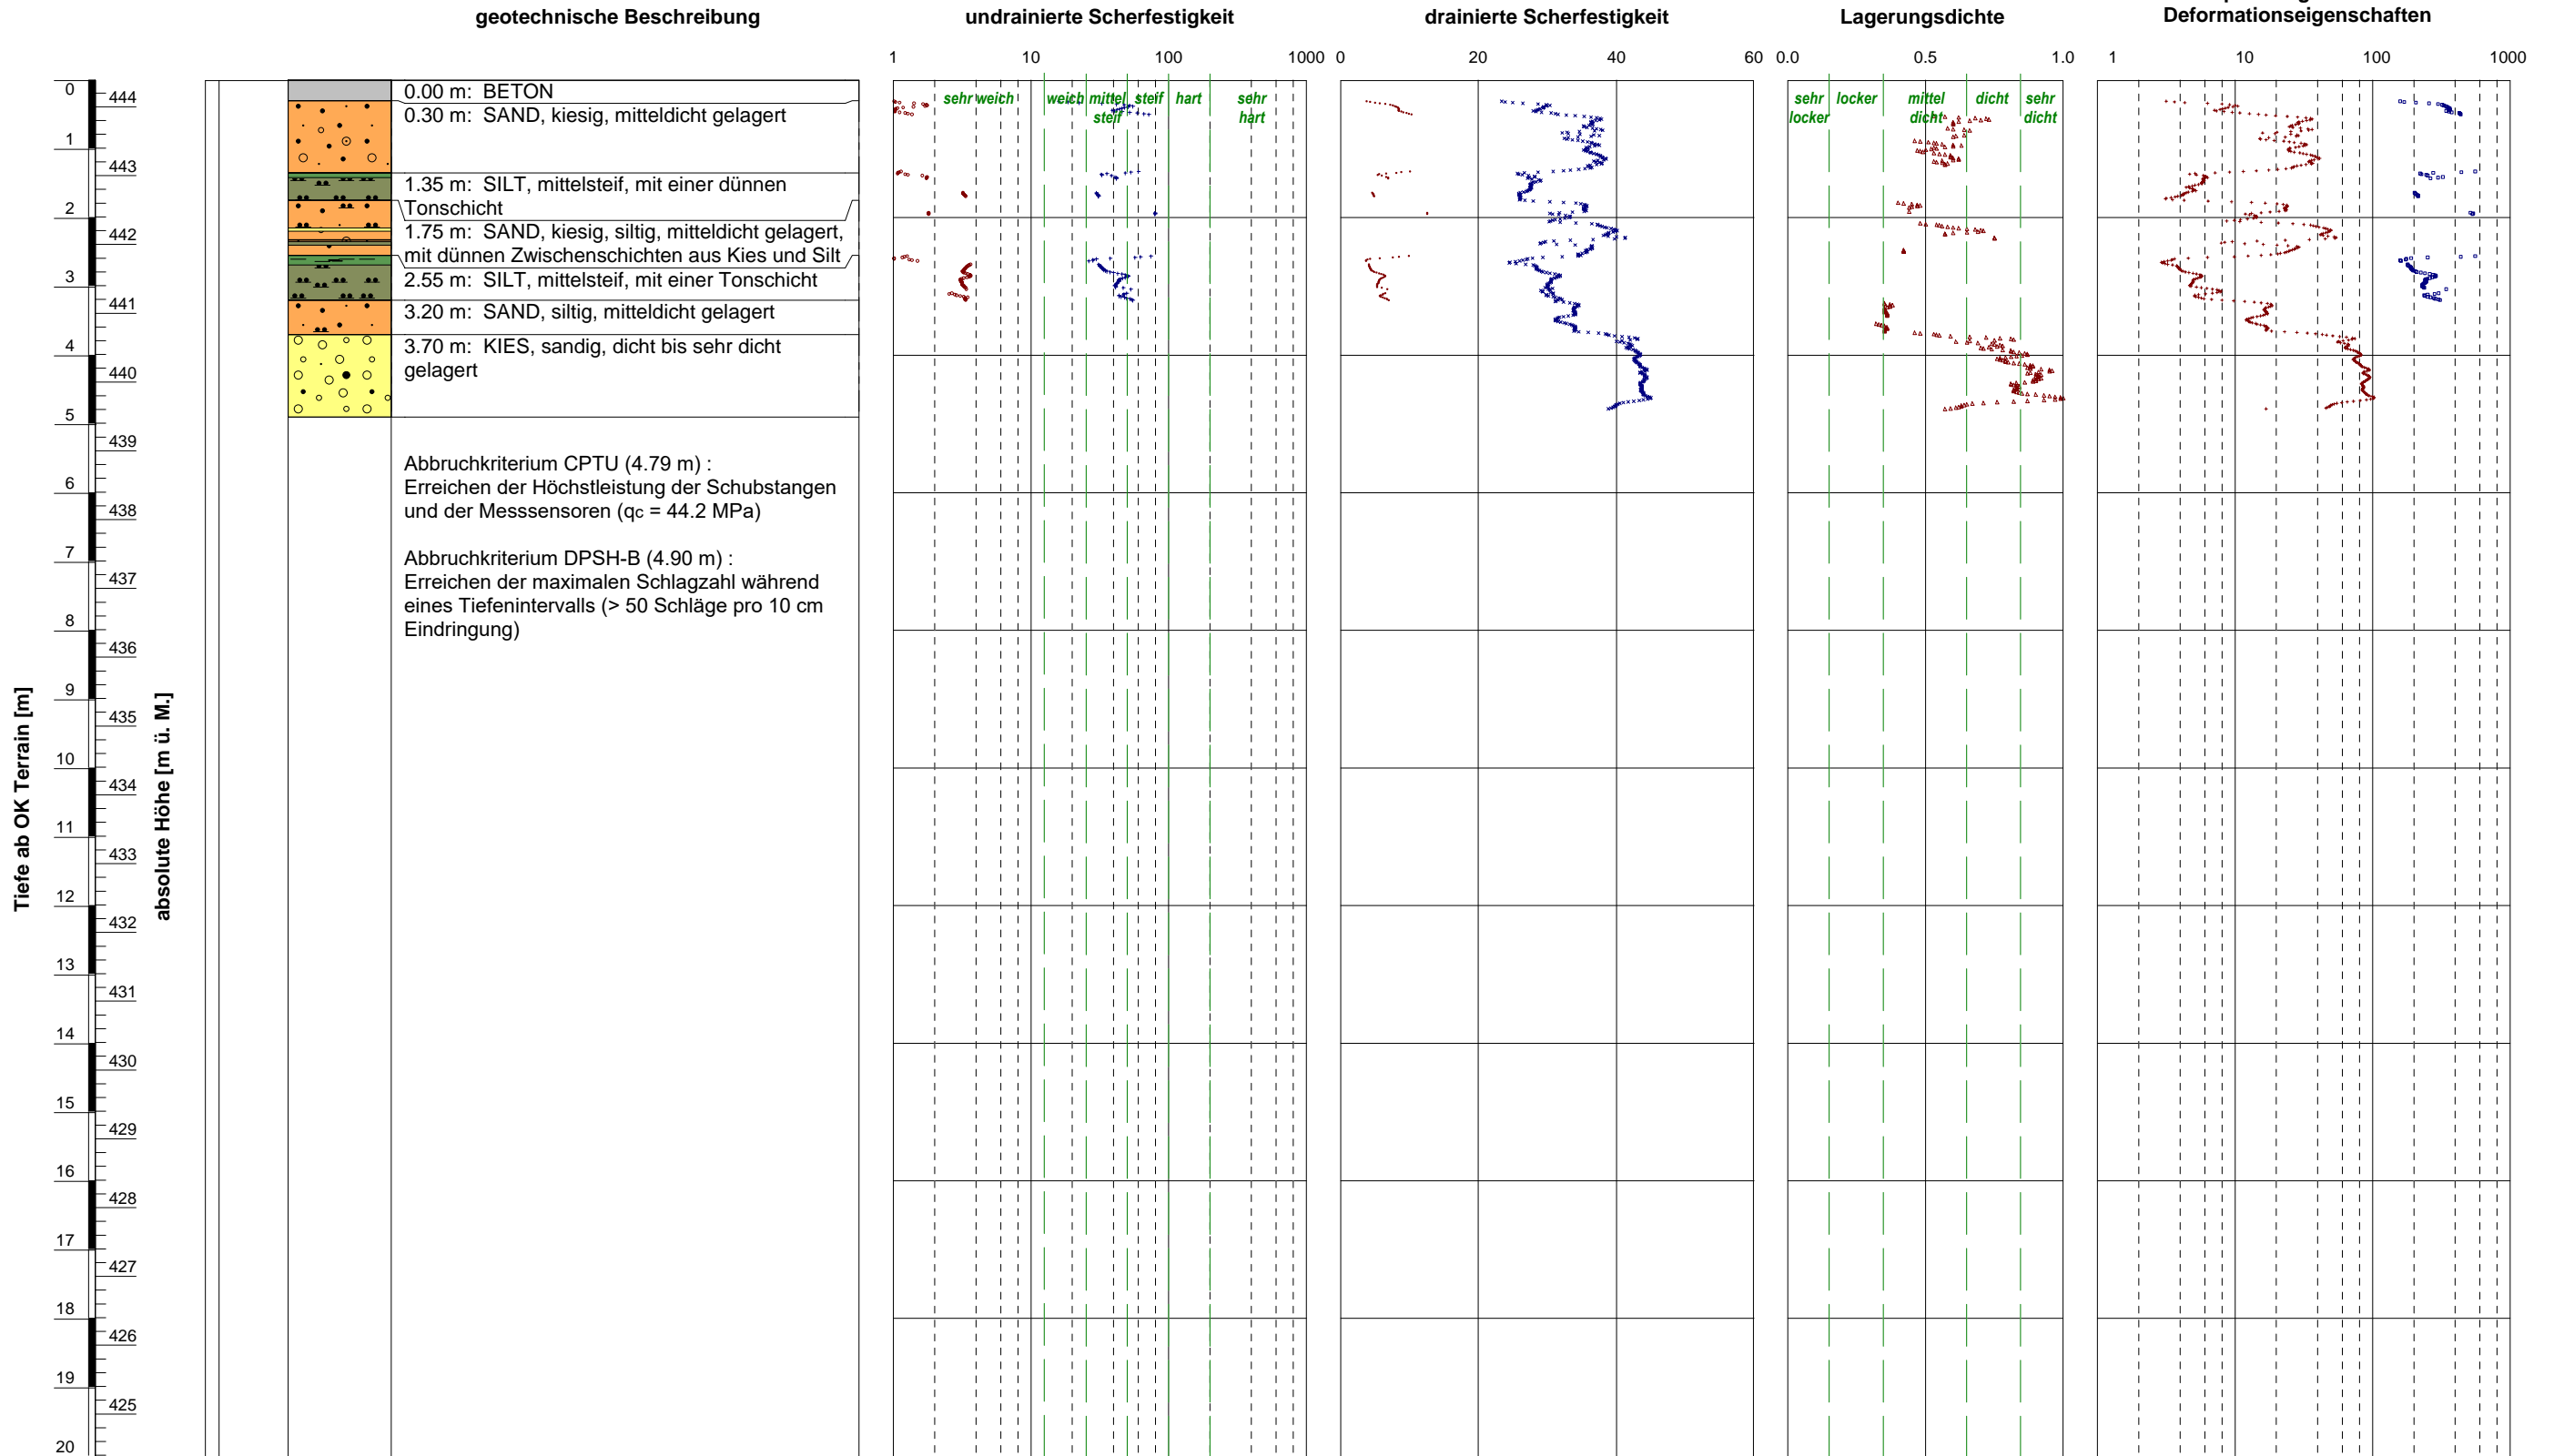 geotechnische Beschreibung
undrainierte Scherfestigkeit
drainierte Scherfestigkeit
Lagerungsdichte
Deformationseigenschaften
1 10 100 1000
0 20 40 60
0.0 0.5 1.0
1 10 100 1000
sehr weich weich mittel steif steif hart sehr hart
sehr locker locker mittel dicht dicht sehr dicht
0.00 m: BETON
0.30 m: SAND, kiesig, mitteldicht gelagert
1.35 m: SILT, mittelsteif, mit einer dünnen
Tonschicht
1.75 m: SAND, kiesig, siltig, mitteldicht gelagert,
mit dünnen Zwischenschichten aus Kies und Silt
2.55 m: SILT, mittelsteif, mit einer Tonschicht
3.20 m: SAND, siltig, mitteldicht gelagert
3.70 m: KIES, sandig, dicht bis sehr dicht
gelagert
Abbruchkriterium CPTU (4.79 m) :
Erreichen der Höchstleistung der Schubstangen
und der Messsensoren (qc = 44.2 MPa)
Abbruchkriterium DPSH-B (4.90 m) :
Erreichen der maximalen Schlagzahl während
eines Tiefenintervalls (> 50 Schläge pro 10 cm
Eindringung)
Tiefe ab OK Terrain [m]
0
1
2
3
4
5
6
7
8
9
10
11
12
13
14
15
16
17
18
19
20
absolute Höhe [m ü. M.]
444
443
442
441
440
439
438
437
436
435
434
433
432
431
430
429
428
427
426
425